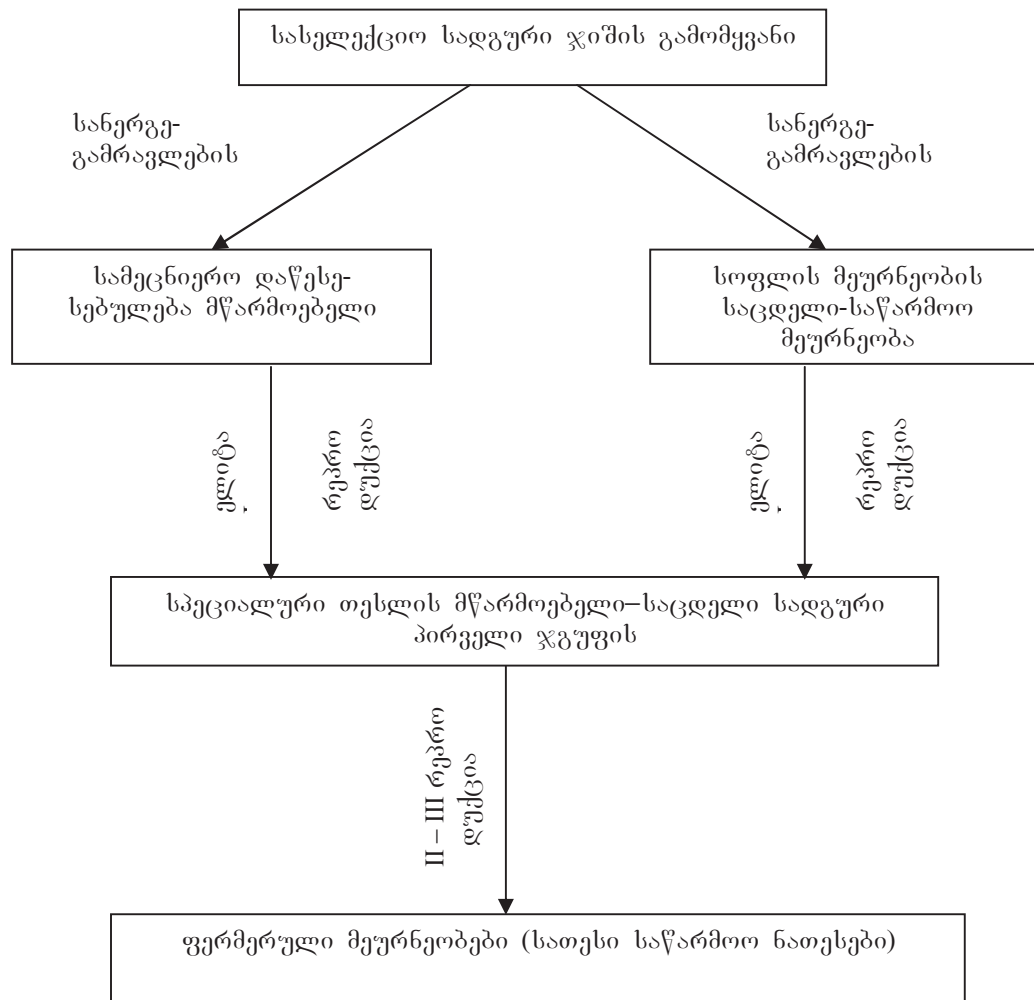 სასელექციო სადგური ჯიშის გამომყვანი
სანერგე-
გამრავლების
სანერგე-
გამრავლების
სამეცნიერო დაწესე-
სებულება მწარმოებელი
სოფლის მეურნეობის
საცდელი-საწარმოო
მეურნეობა
ელიტა
რეპრო
დუქცია
ელიტა
რეპრო
დუქცია
სპეციალური თესლის მწარმოებელი–საცდელი სადგური
პირველი ჯგუფის
II – III რეპრო
დუქცია
ფერმერული მეურნეობები (სათესი საწარმოო ნათესები)